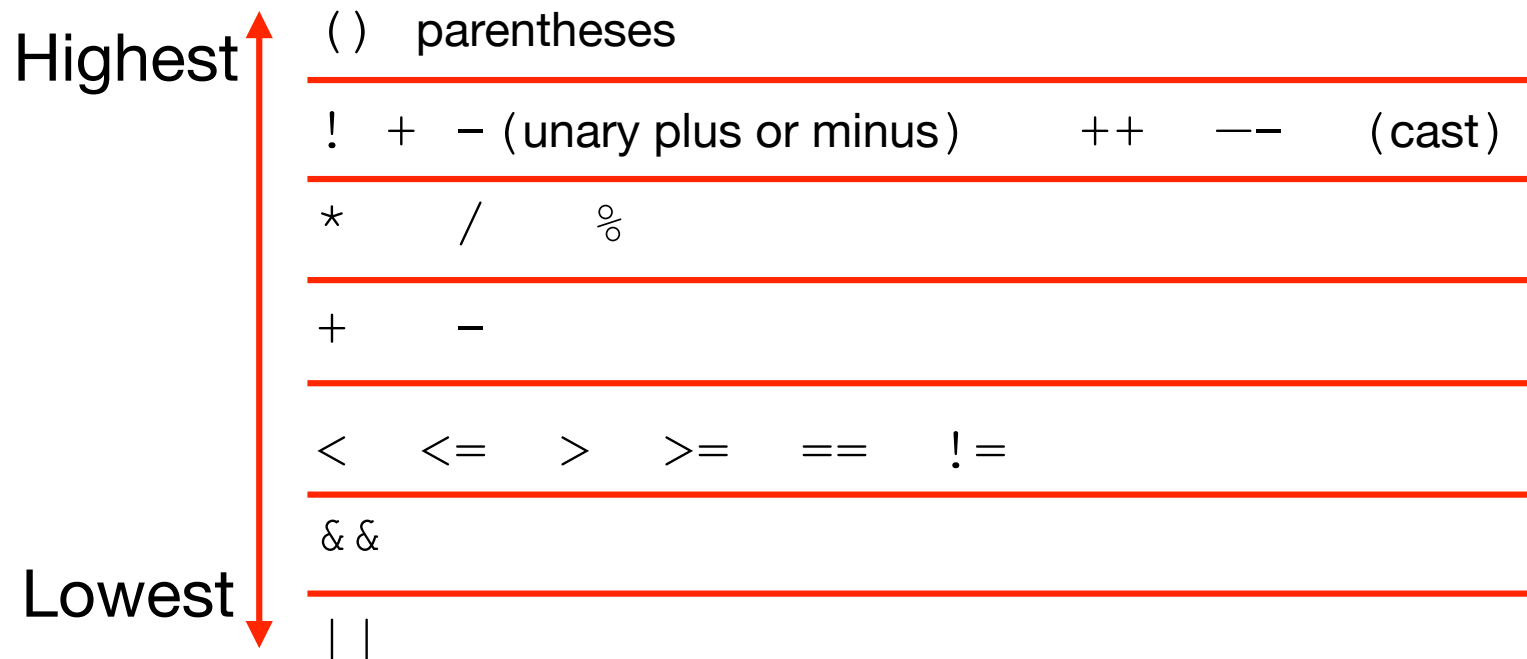 Highest
() parentheses
! + - (unary plus or minus) ++ -- (cast)
* / %
+ -
< <= > >= == !=
&&
Lowest
||